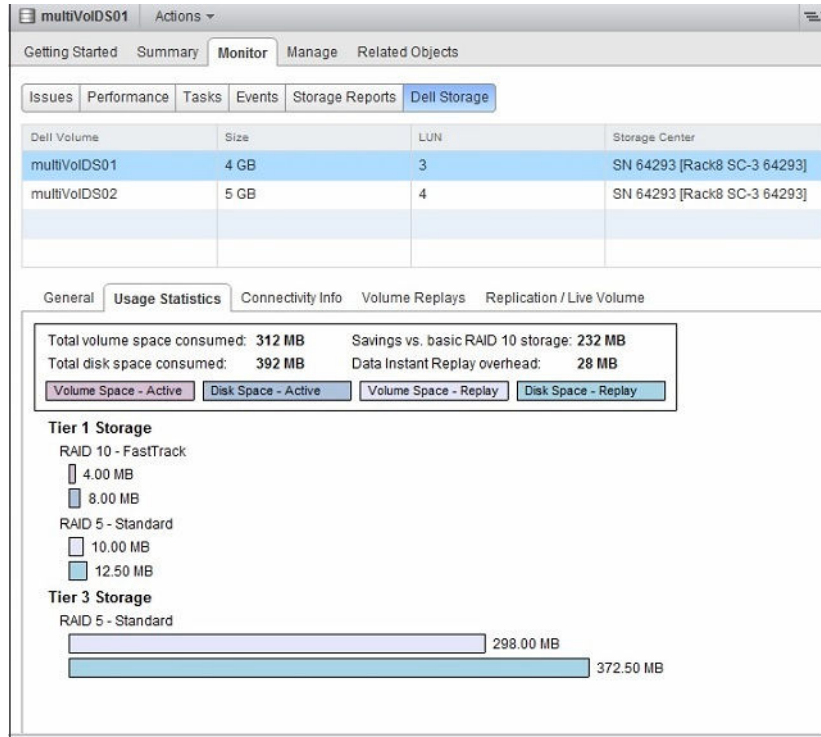 multiVolDS01 Actions
Getting Started Summary Monitor Manage Related Objects
Issues Performance Tasks Events Storage Reports Dell Storage
Dell Volume Size LUN Storage Center
multiVolDS01 4 GB 3 SN 64293 [Rack8 SC-3 64293]
multiVolDS02 5 GB 4 SN 64293 [Rack8 SC-3 64293]
General Usage Statistics Connectivity Info Volume Replays Replication / Live Volume
Total volume space consumed: 312 MB Savings vs. basic RAID 10 storage: 232 MB
Total disk space consumed: 392 MB Data Instant Replay overhead: 28 MB
Volume Space - Active Disk Space - Active Volume Space - Replay Disk Space - Replay
Tier 1 Storage
RAID 10 - FastTrack
4.00 MB
8.00 MB
RAID 5 - Standard
10.00 MB
12.50 MB
Tier 3 Storage
RAID 5 - Standard
298.00 MB
372.50 MB